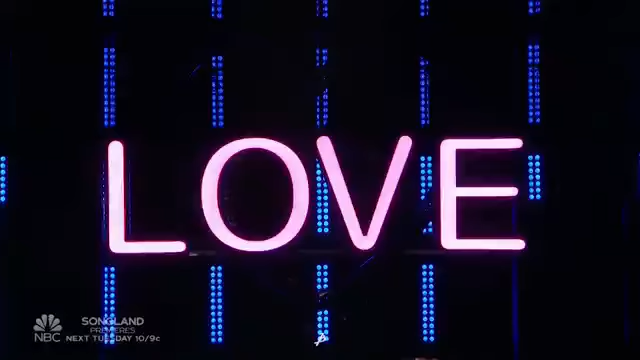 LOVE
SONGLAND
PREMIERES
NBC
NEXT TUESDAY 10/9c